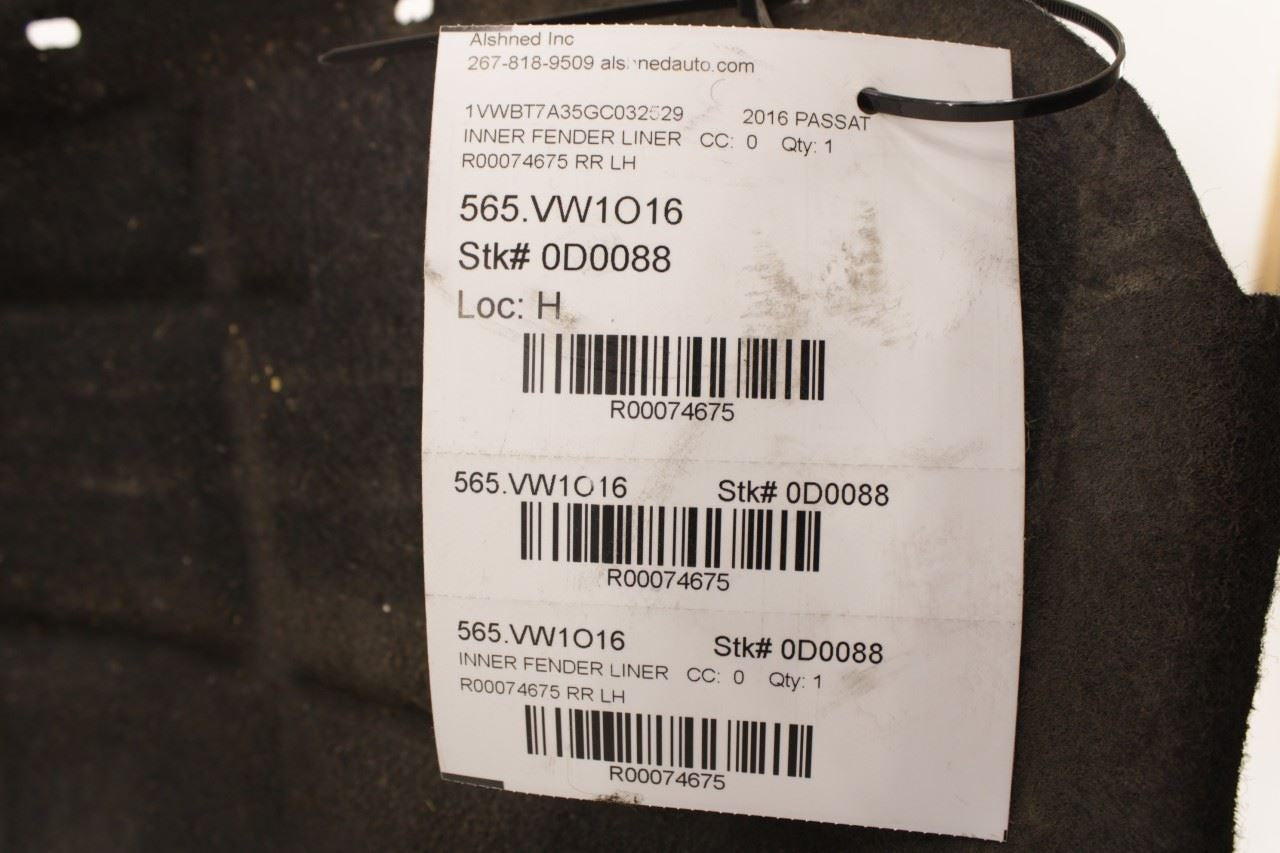 Alshned Inc
267-818-9509 alshnedauto.com
1VWBT7A35GC032529 2016 PASSAT
INNER FENDER LINER CC: 0 Qty: 1
R00074675 RR LH
565.VW1O16
Stk# 0D0088
Loc: H
R00074675
565.VW1O16 Stk# 0D0088
R00074675
565.VW1O16 Stk# 0D0088
INNER FENDER LINER CC: 0 Qty: 1
R00074675 RR LH
R00074675